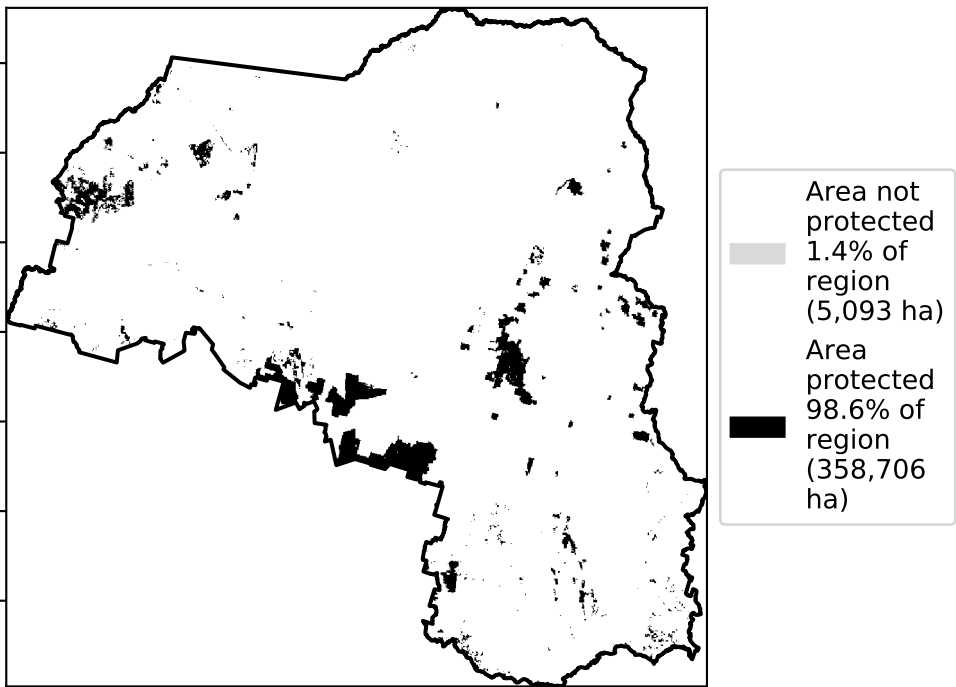 Area not
protected
1.4% of
region
(5,093 ha)
Area
protected
98.6% of
region
(358,706
ha)